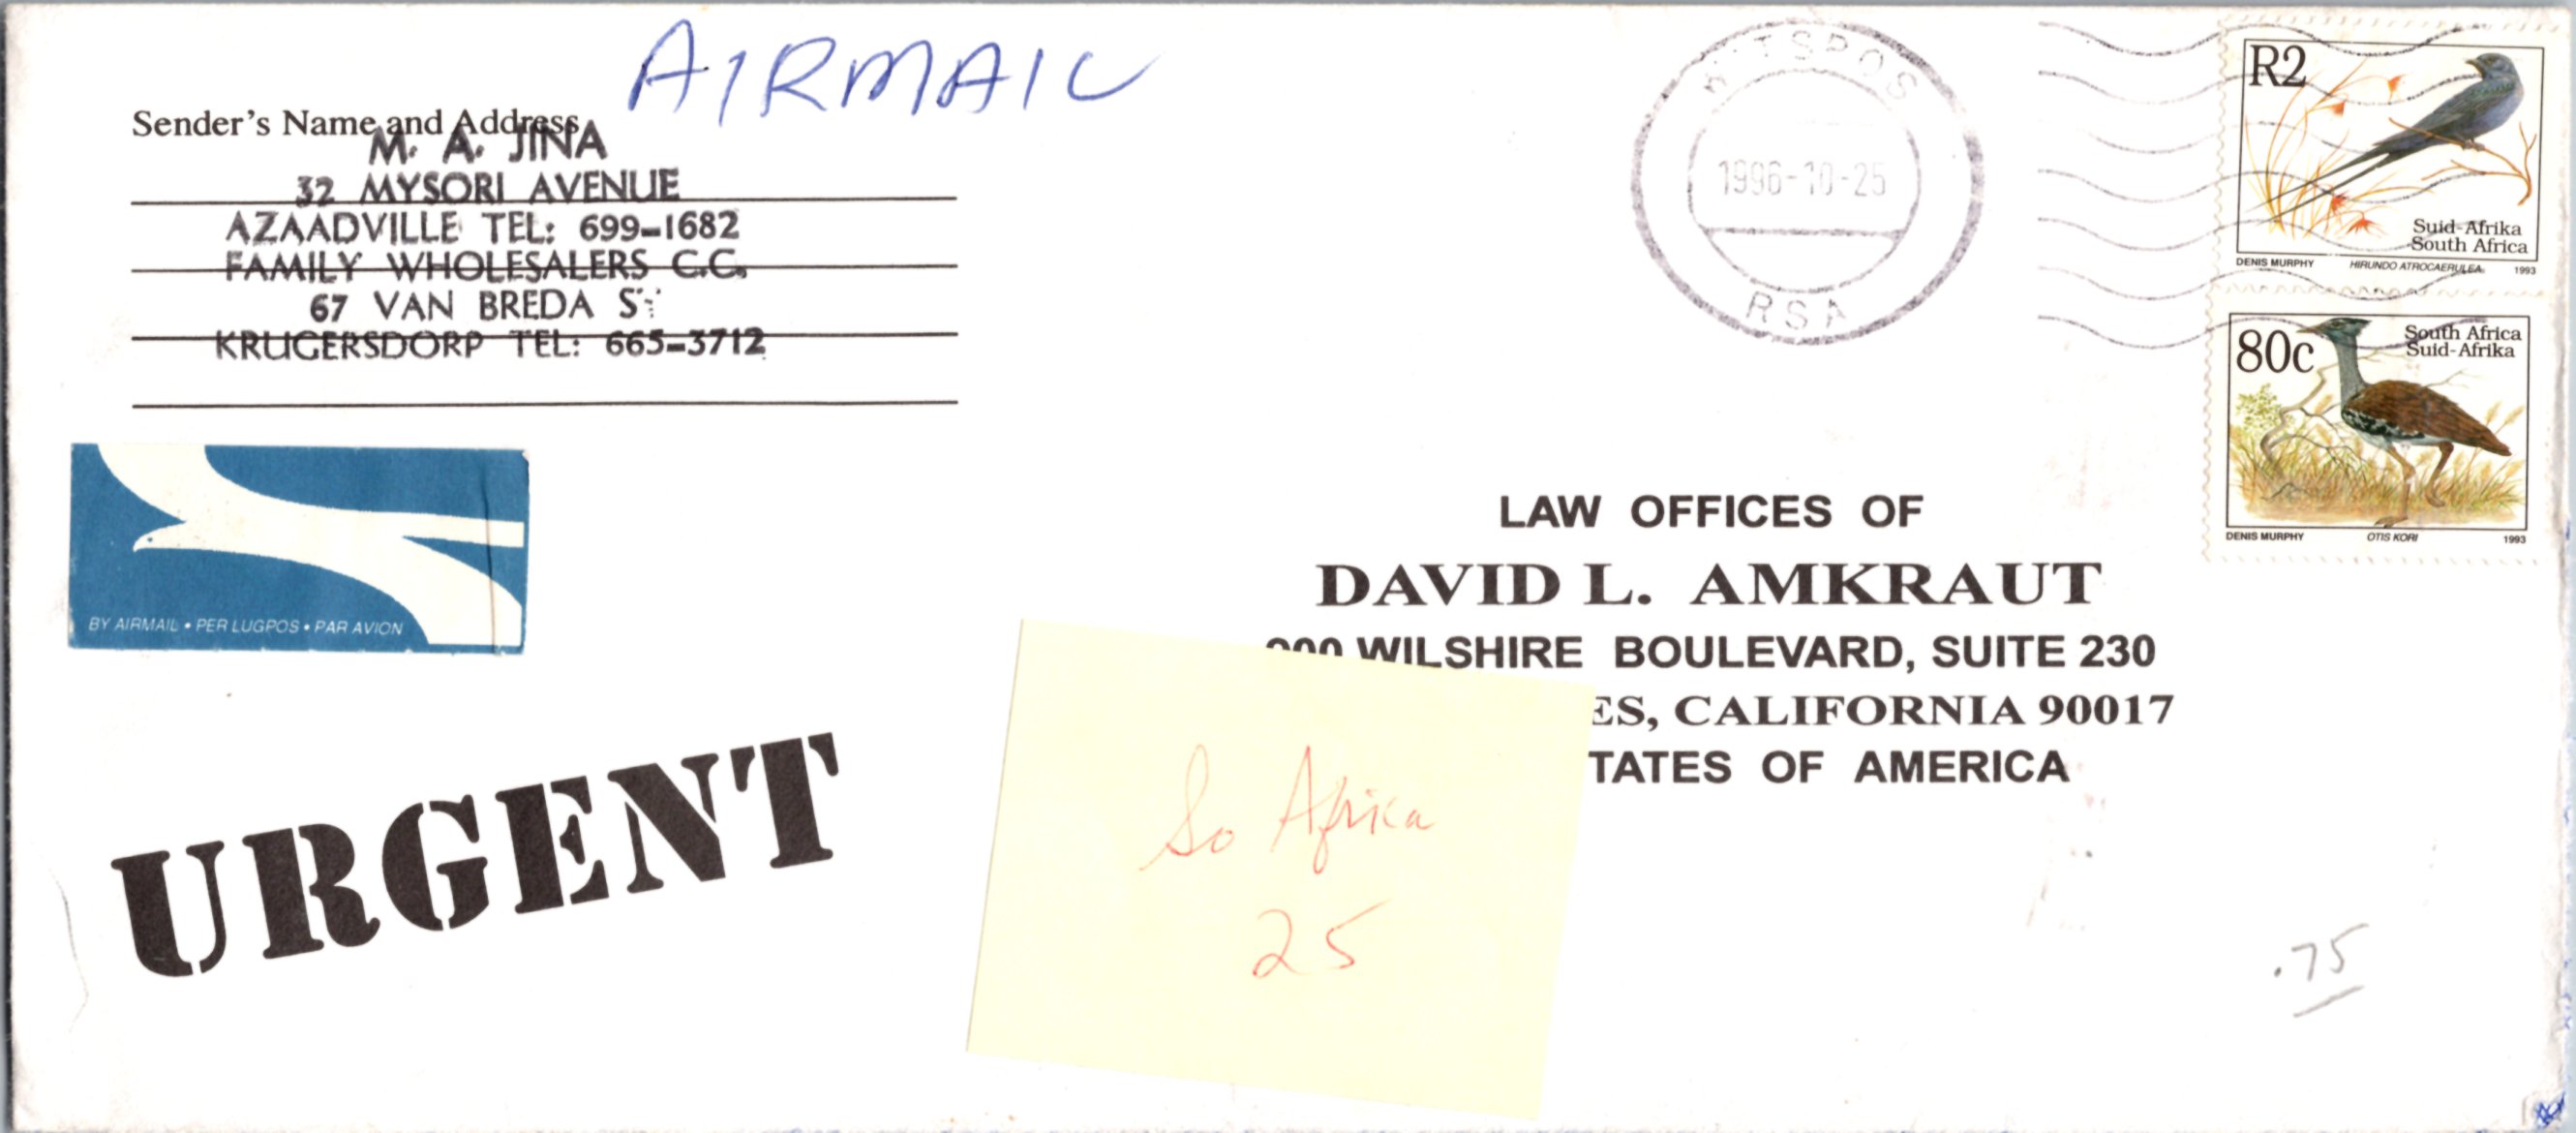 AIRMAIL
Sender's Name and Address
M. A. JINA
32 MYSORI AVENUE
AZAADVILLE TEL: 699-1682
FAMILY WHOLESALERS C.C.
67 VAN BREDA
KRUGERSDORP TEL: 665-3712
WITSPOS
1996-10-25
RSA
R2
Suid-Afrika
South Africa
DENIS MURPHY HIRUNDO ATROCAERULEA 1993
80c
South Africa
Suid-Afrika
DENIS MURPHY OTIS KORI 1993
BY AIRMAIL • PER LUGPOS • PAR AVION
URGENT
LAW OFFICES OF
DAVID L. AMKRAUT
WILSHIRE BOULEVARD, SUITE 230
ES, CALIFORNIA 90017
TATES OF AMERICA
So Africa
25
.75